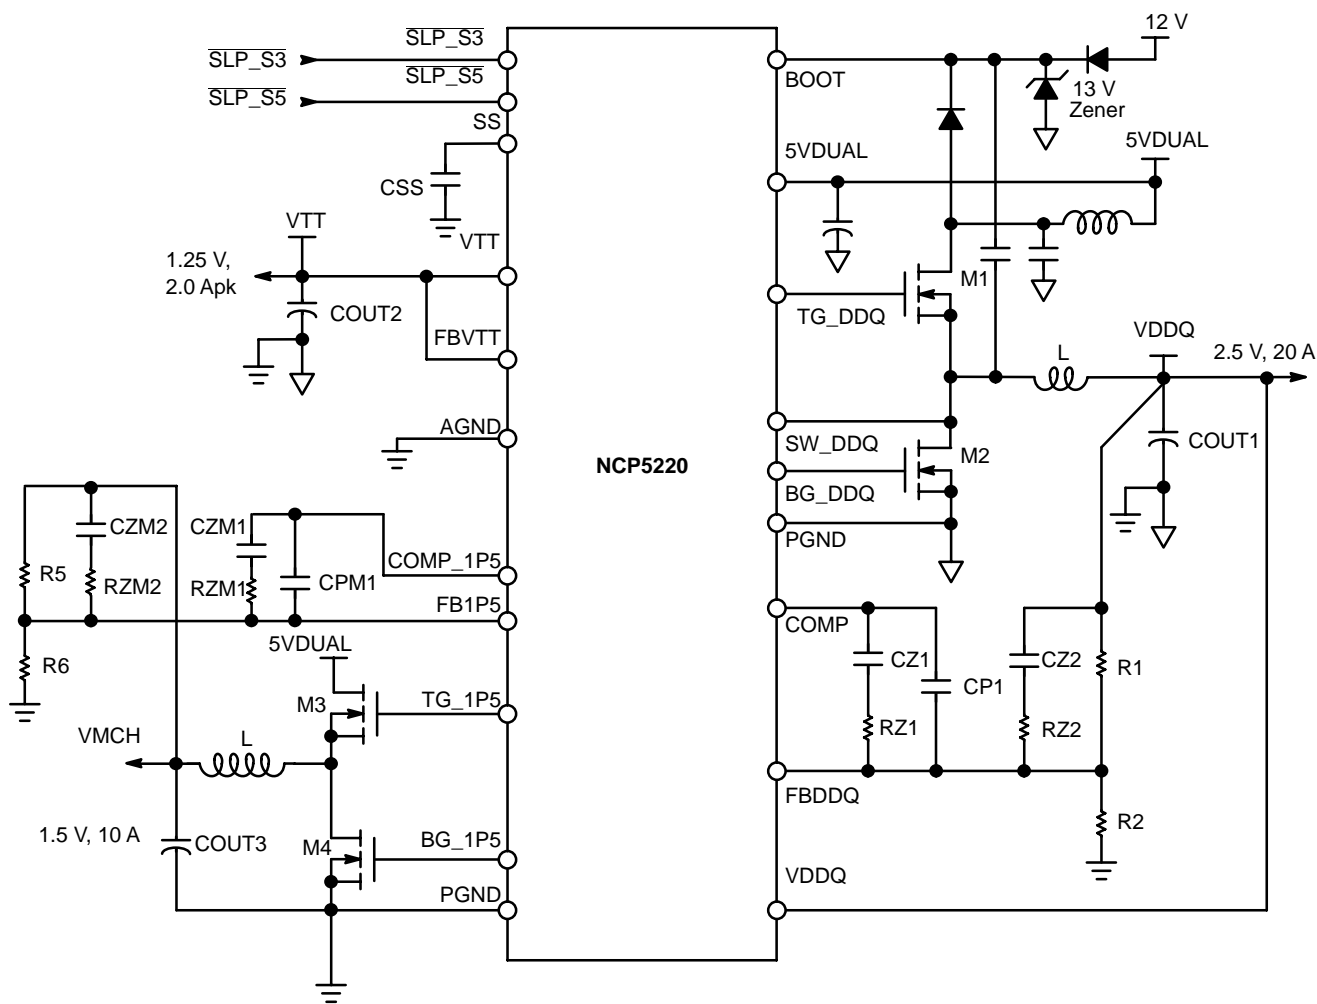 12 V
SLP_S3
SLP_S3
SLP_S5
BOOT
13 V
Zener
SLP_S5
SS
5VDUAL
5VDUAL
CSS
VTT
VTT
1.25 V,
2.0 Apk
M1
COUT2
TG_DDQ
FBVTT
VDDQ
L
2.5 V, 20 A
AGND
SW_DDQ
COUT1
NCP5220
M2
BG_DDQ
CZM2
CZM1
PGND
COMP_1P5
R5
RZM2
RZM1
CPM1
FB1P5
COMP
5VDUAL
R6
CZ1
CZ2
R1
CP1
M3
TG_1P5
RZ1
RZ2
VMCH
L
FBDDQ
R2
1.5 V, 10 A
COUT3
M4
BG_1P5
VDDQ
PGND